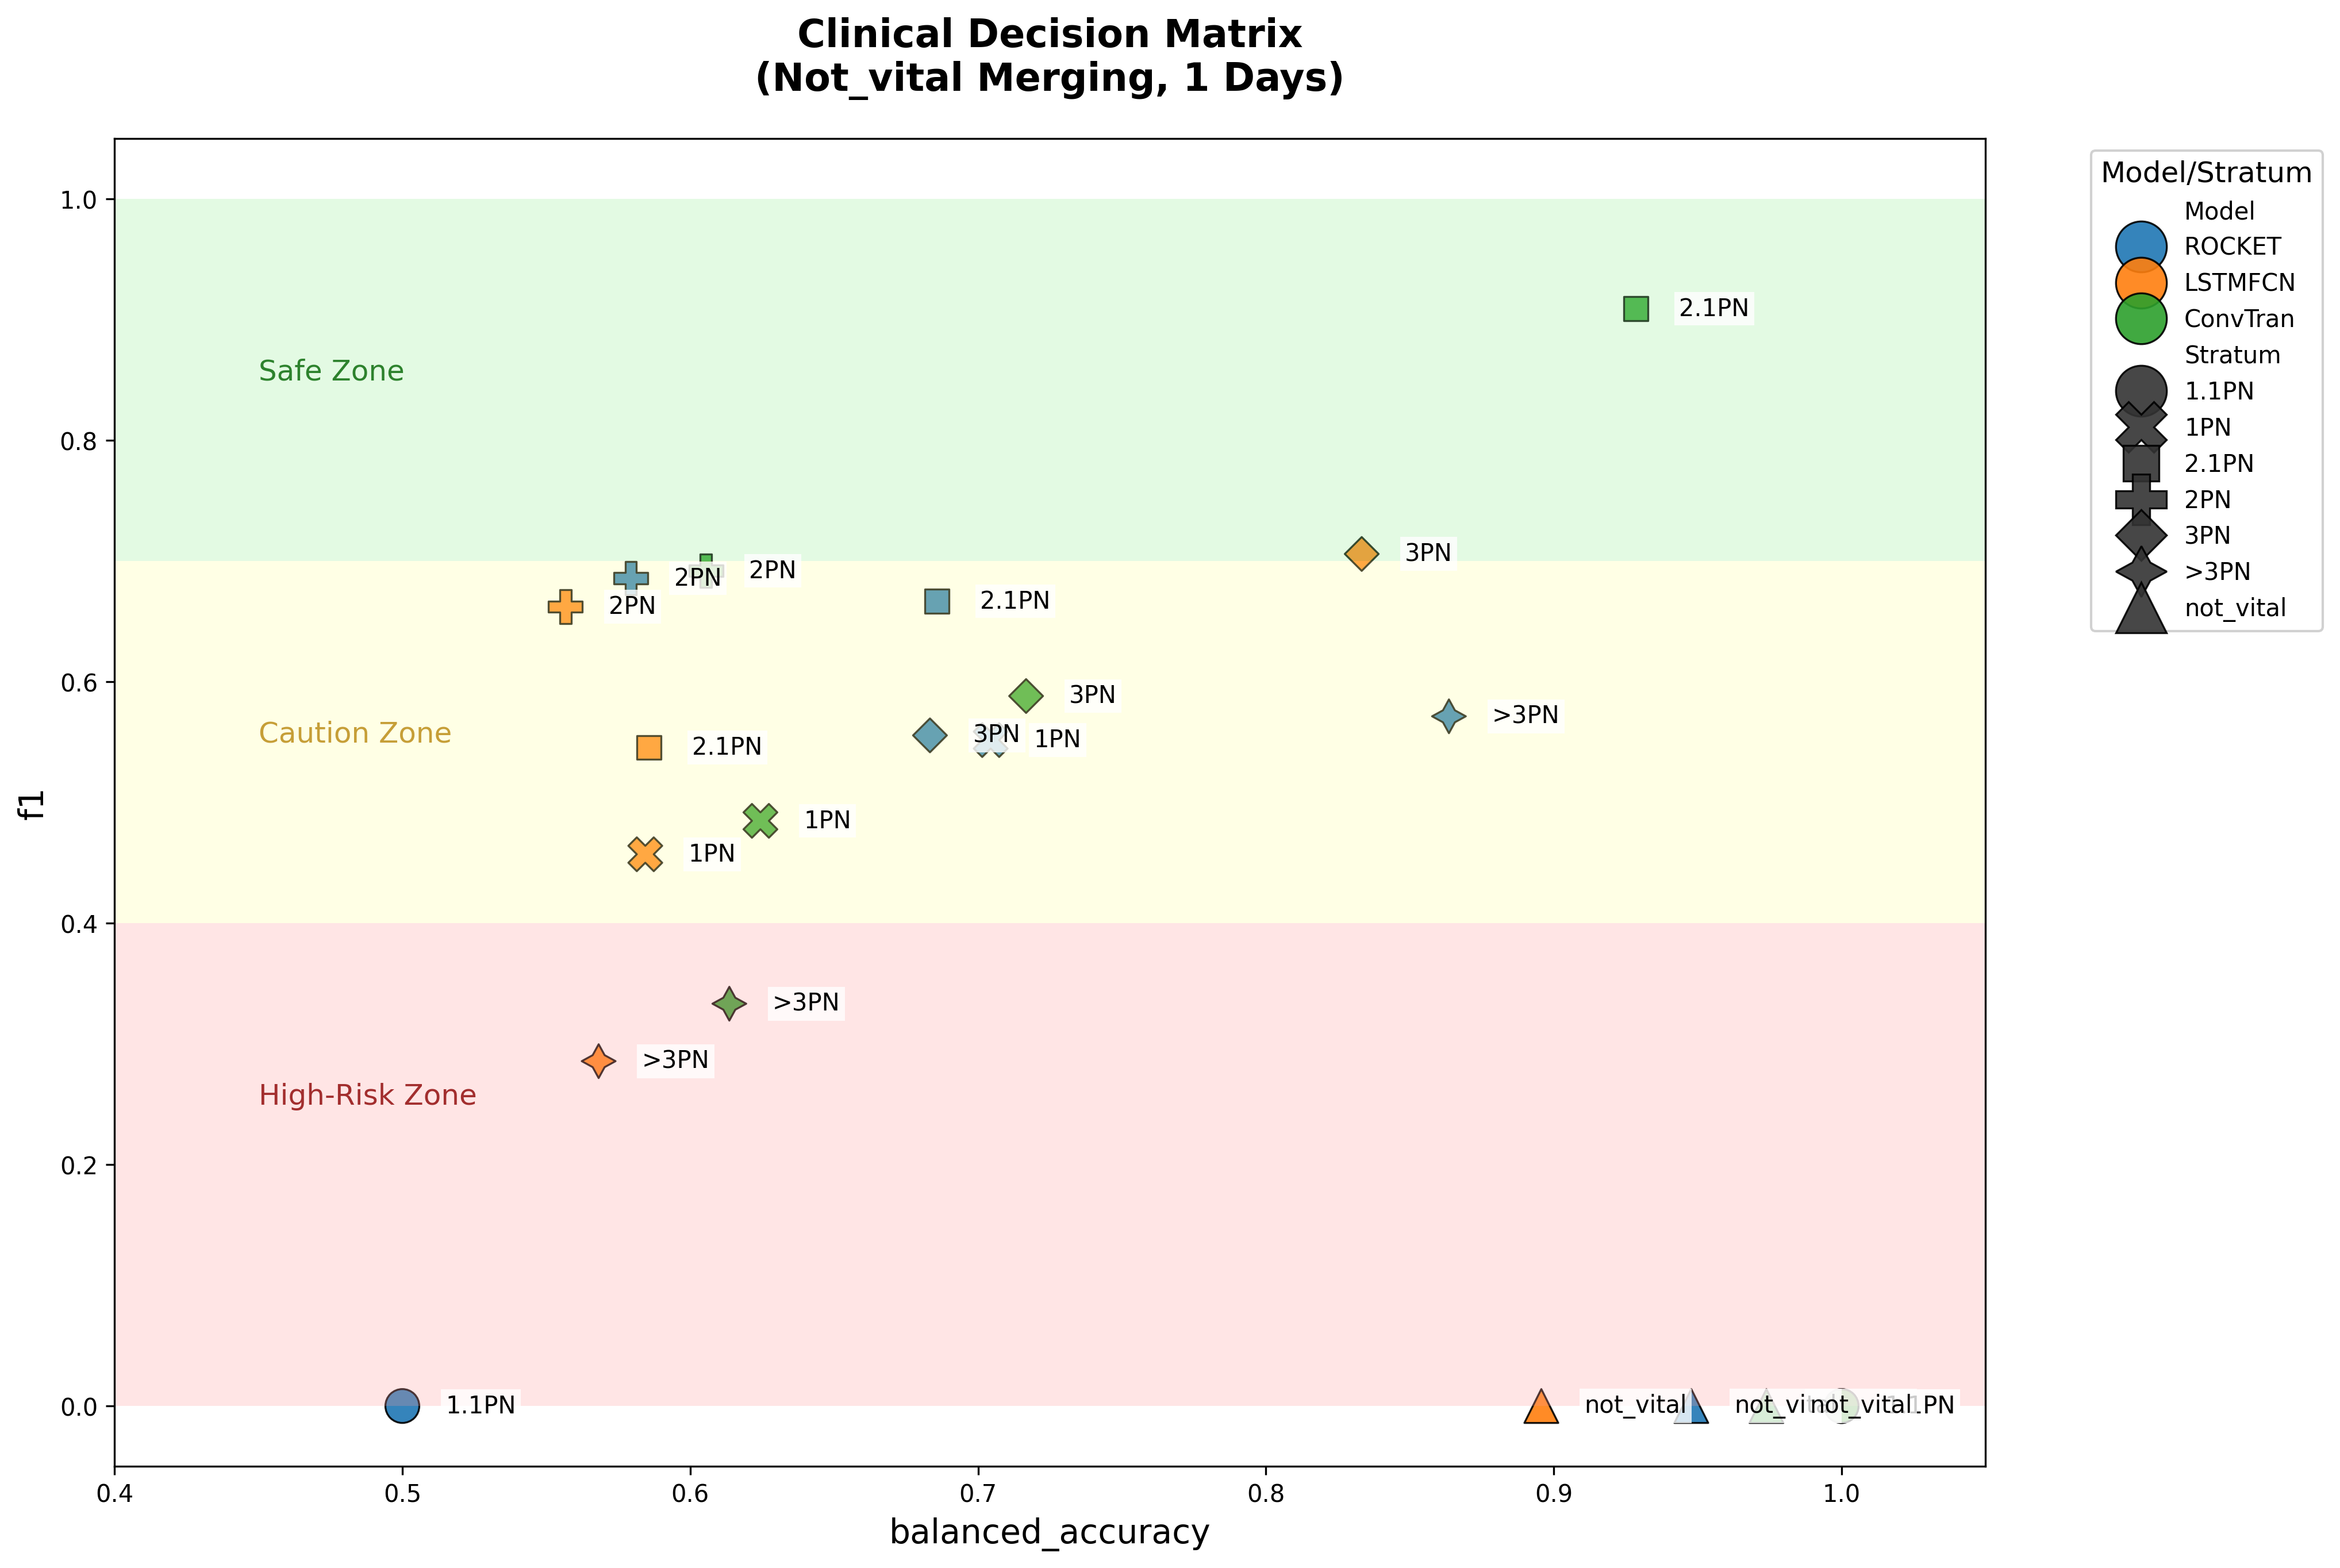 Clinical Decision Matrix
(Not_vital Merging, 1 Days)
Model/Stratum
Model
ROCKET
LSTMFCN
ConvTran
Stratum
1.1PN
1PN
2.1PN
2PN
3PN
>3PN
not_vital
f1
1.0
0.8
0.6
0.4
0.2
0.0
Safe Zone
Caution Zone
High-Risk Zone
2.1PN
3PN
2PN
2PN
2PN
2.1PN
3PN
>3PN
3PN
1PN
2.1PN
1PN
1PN
>3PN
>3PN
1.1PN
not_vital
not_vital
not_vital
0.4
0.5
0.6
0.7
0.8
0.9
1.0
balanced_accuracy